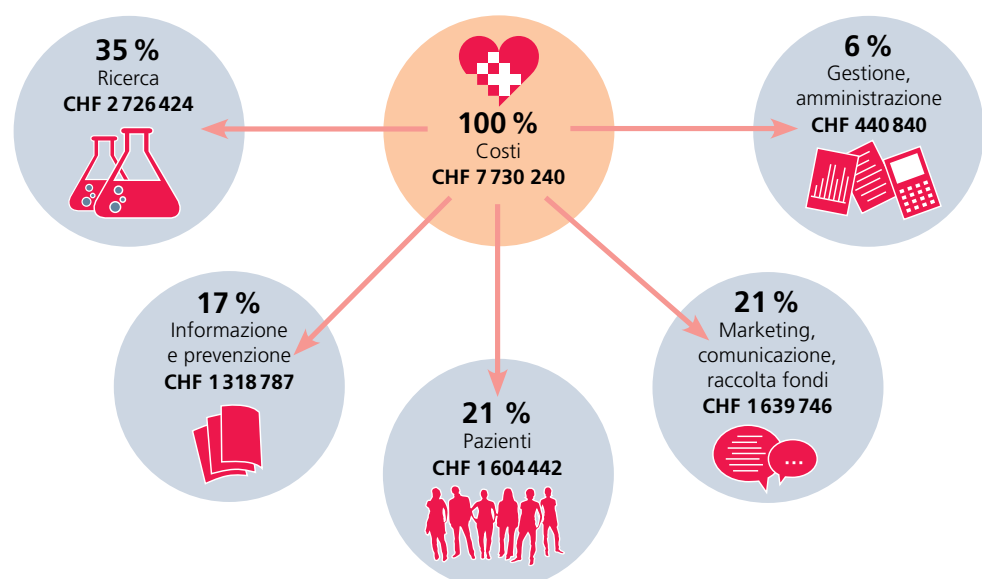 35 %
Ricerca
CHF 2 726 424
100 %
Costi
CHF 7 730 240
6 %
Gestione,
amministrazione
CHF 440 840
17 %
Informazione
e prevenzione
CHF 1 318 787
21 %
Pazienti
CHF 1 604 442
21 %
Marketing,
comunicazione,
raccolta fondi
CHF 1 639 746
...